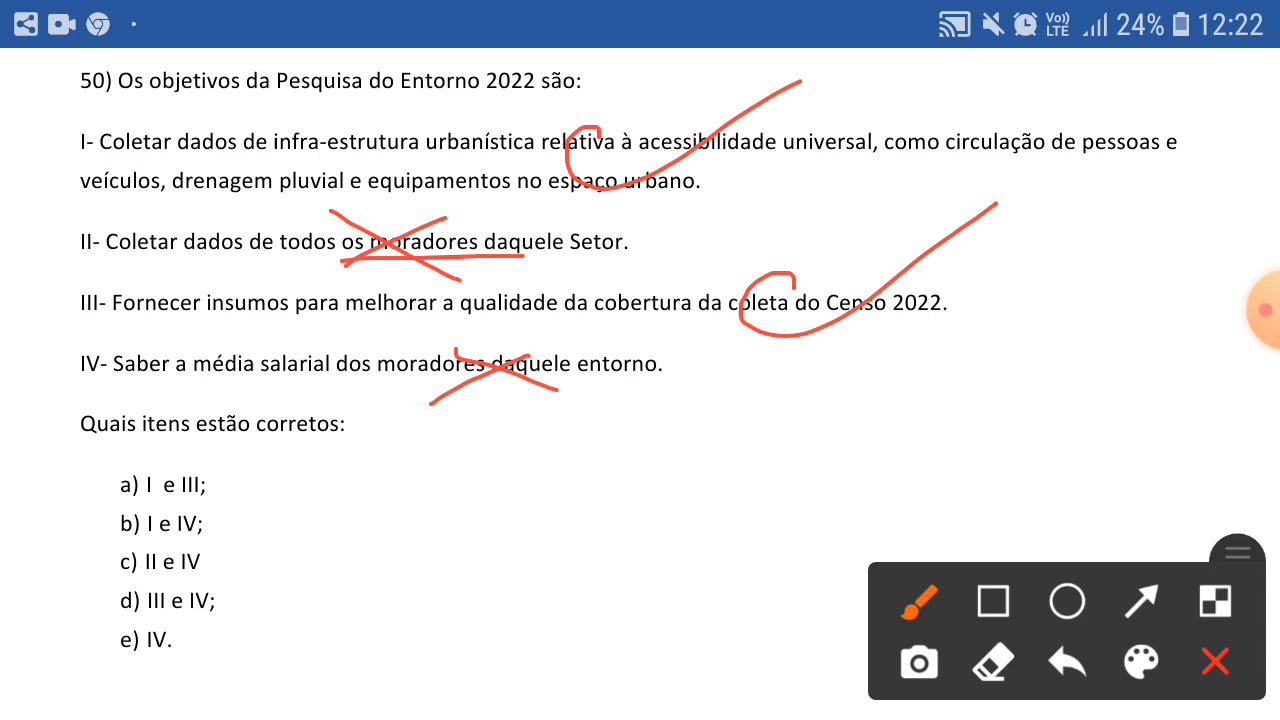 Vo))
LTE
24%
12:22
50) Os objetivos da Pesquisa do Entorno 2022 são:
I- Coletar dados de infra-estrutura urbanística relativa à acessibilidade universal, como circulação de pessoas e
veículos, drenagem pluvial e equipamentos no espaço urbano.
II- Coletar dados de todos os moradores daquele Setor.
III- Fornecer insumos para melhorar a qualidade da cobertura da coleta do Censo 2022.
IV- Saber a média salarial dos moradores daquele entorno.
Quais itens estão corretos:
a) I  e III;
b) I e IV;
c) II e IV
d) III e IV;
e) IV.